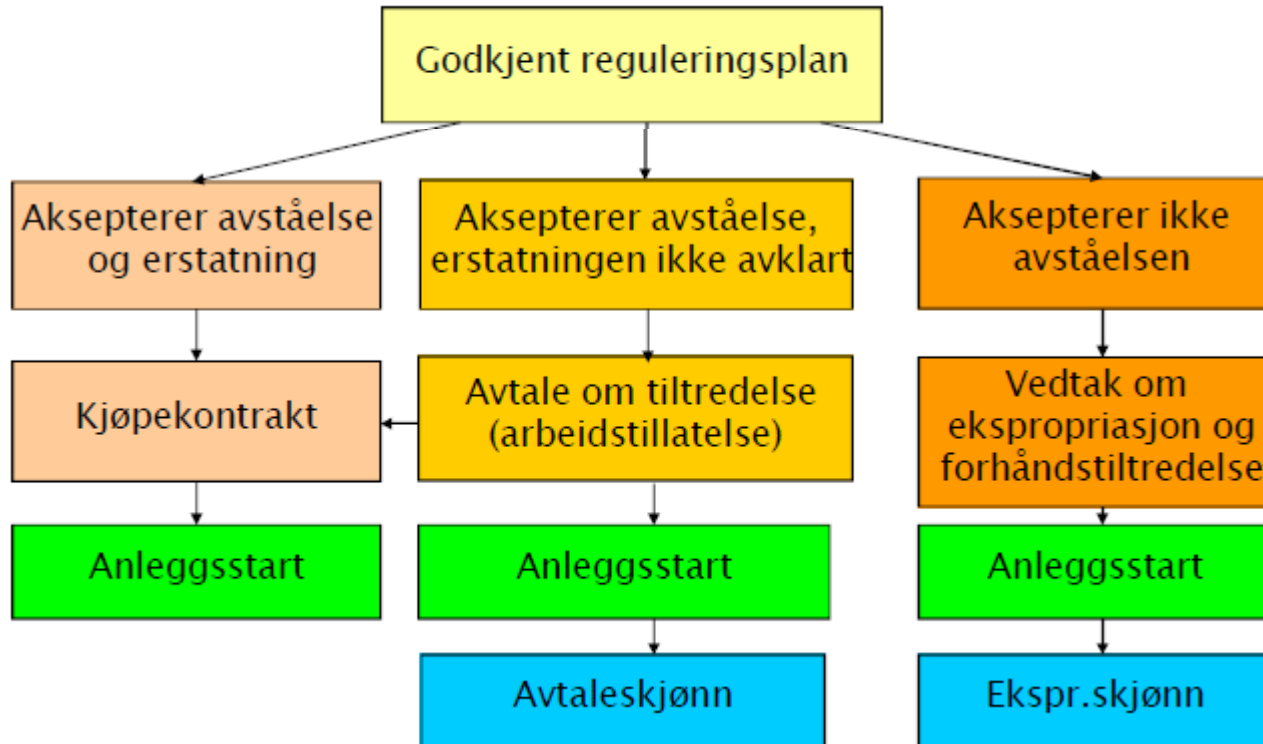 Godkjent reguleringsplan
Aksepterer avståelse
og erstatning
Aksepterer avståelse,
erstatningen ikke avklart
Aksepterer ikke
avståelsen
Kjøpekontrakt
Avtale om tiltredelse
(arbeidstillatelse)
Vedtak om
ekspropriasjon og
forhåndstiltredelse
Anleggsstart
Anleggsstart
Anleggsstart
Avtaleskjønn
Ekspr.skjønn